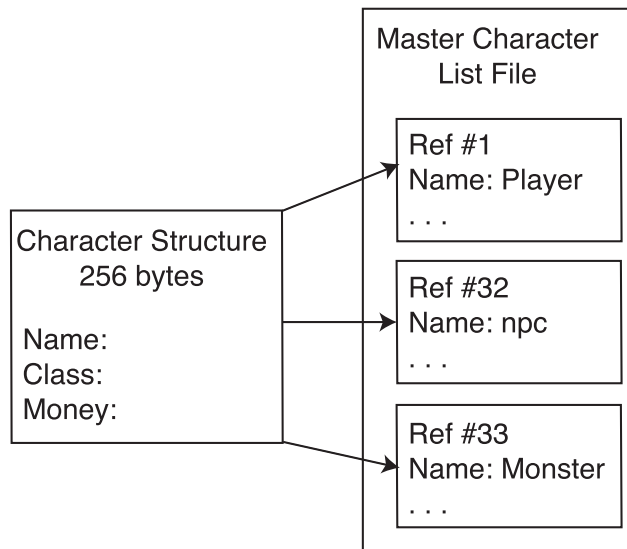 Master Character
List File
Ref #1
Name: Player
. . .
Character Structure
256 bytes
Name:
Class:
Money:
Ref #32
Name: npc
. . .
Ref #33
Name: Monster
. . .